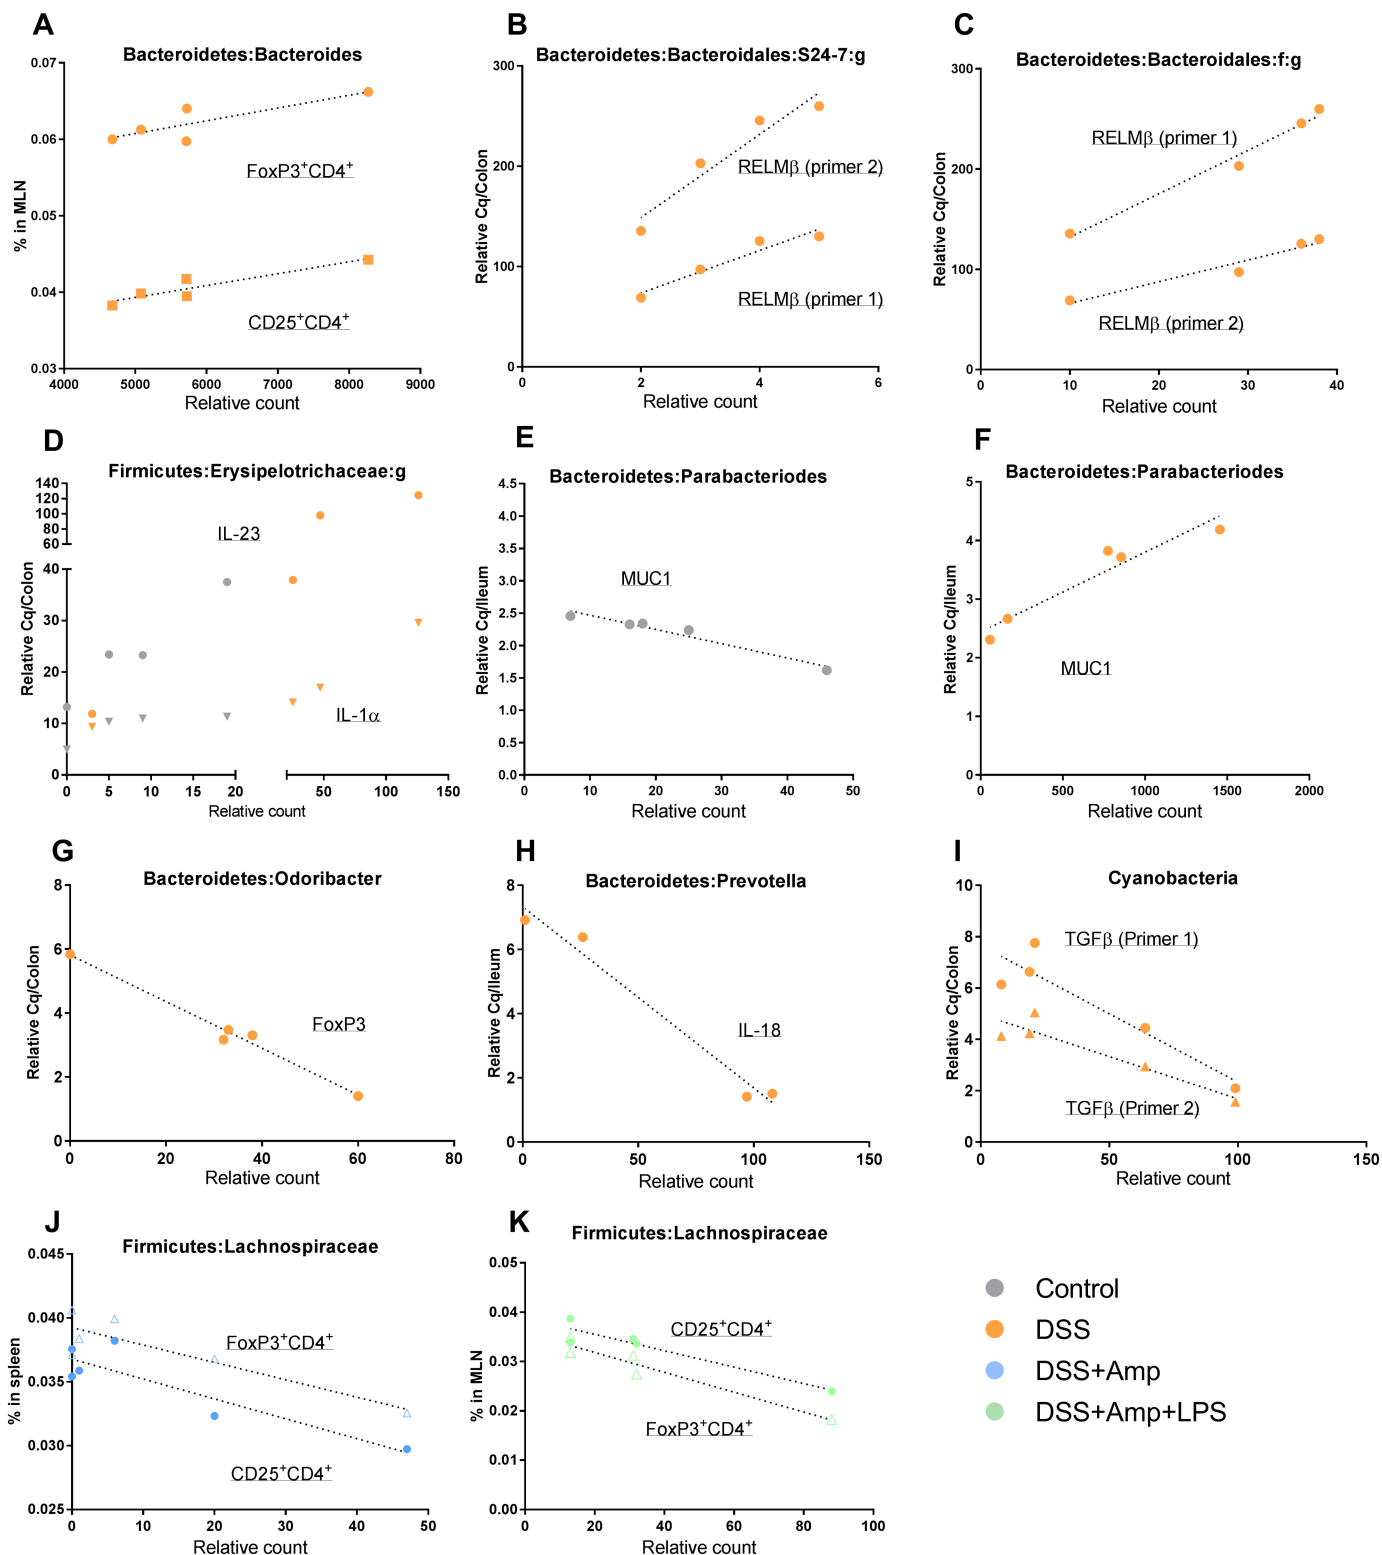 A
Bacteroidetes:Bacteroides
0.07
0.06
0.05
0.04
0.03
% in MLN
FoxP3+CD4+
CD25+CD4+
4000 5000 6000 7000 8000 9000
Relative count
B
Bacteroidetes:Bacteroidales:S24-7:g
300
200
100
0
Relative Cq/Colon
RELMβ (primer 2)
RELMβ (primer 1)
0 2 4 6
Relative count
C
Bacteroidetes:Bacteroidales:f:g
300
200
100
0
Relative Cq/Colon
RELMβ (primer 1)
RELMβ (primer 2)
0 10 20 30 40
Relative count
D
Firmicutes:Erysipelotrichaceae:g
140
120
100
80
60
40
30
20
10
0
Relative Cq/Colon
IL-23
IL-1α
0 5 10 15 20 50 100 150
Relative count
E
Bacteroidetes:Parabacteriodes
4.5
4.0
3.5
3.0
2.5
2.0
1.5
1.0
0.5
0.0
Relative Cq/Ileum
MUC1
0 10 20 30 40 50
Relative count
F
Bacteroidetes:Parabacteriodes
5
4
3
2
1
0
Relative Cq/Ileum
MUC1
0 500 1000 1500 2000
Relative count
G
Bacteroidetes:Odoribacter
8
6
4
2
0
Relative Cq/Colon
FoxP3
0 20 40 60 80
Relative count
H
Bacteroidetes:Prevotella
8
6
4
2
0
Relative Cq/Ileum
IL-18
0 50 100 150
Relative count
I
Cyanobacteria
10
8
6
4
2
0
Relative Cq/Colon
TGFβ (Primer 1)
TGFβ (Primer 2)
0 50 100 150
Relative count
J
Firmicutes:Lachnospiraceae
0.045
0.040
0.035
0.030
0.025
% in spleen
FoxP3+CD4+
CD25+CD4+
0 10 20 30 40 50
Relative count
K
Firmicutes:Lachnospiraceae
0.05
0.04
0.03
0.02
0.01
0.00
% in MLN
CD25+CD4+
FoxP3+CD4+
0 20 40 60 80 100
Relative count
Control
DSS
DSS+Amp
DSS+Amp+LPS